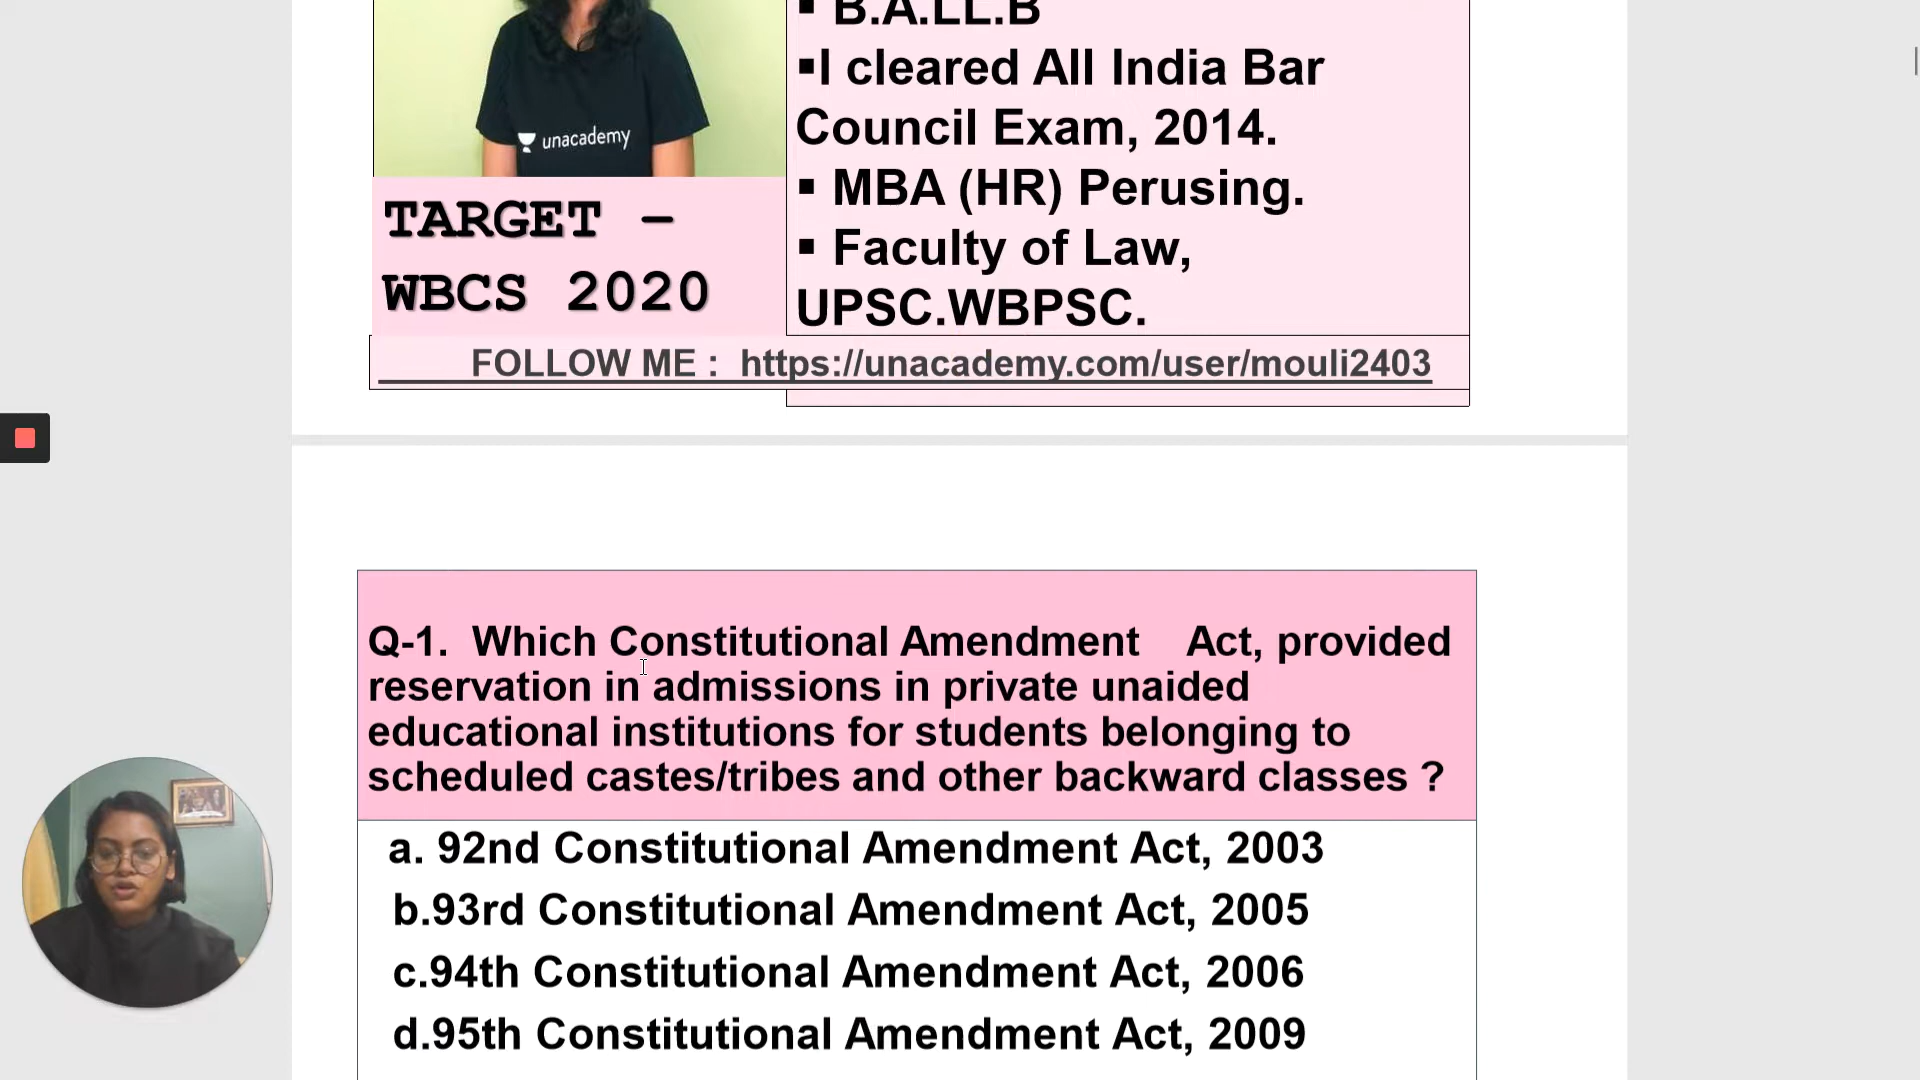 ▪ B.A.LL.B
▪I cleared All India Bar
Council Exam, 2014.
▪ MBA (HR) Perusing.
▪ Faculty of Law,
UPSC.WBPSC.
unacademy
TARGET –
WBCS 2020
FOLLOW ME : https://unacademy.com/user/mouli2403
Q-1. Which Constitutional Amendment Act, provided
reservation in admissions in private unaided
educational institutions for students belonging to
scheduled castes/tribes and other backward classes ?
a. 92nd Constitutional Amendment Act, 2003
b.93rd Constitutional Amendment Act, 2005
c.94th Constitutional Amendment Act, 2006
d.95th Constitutional Amendment Act, 2009